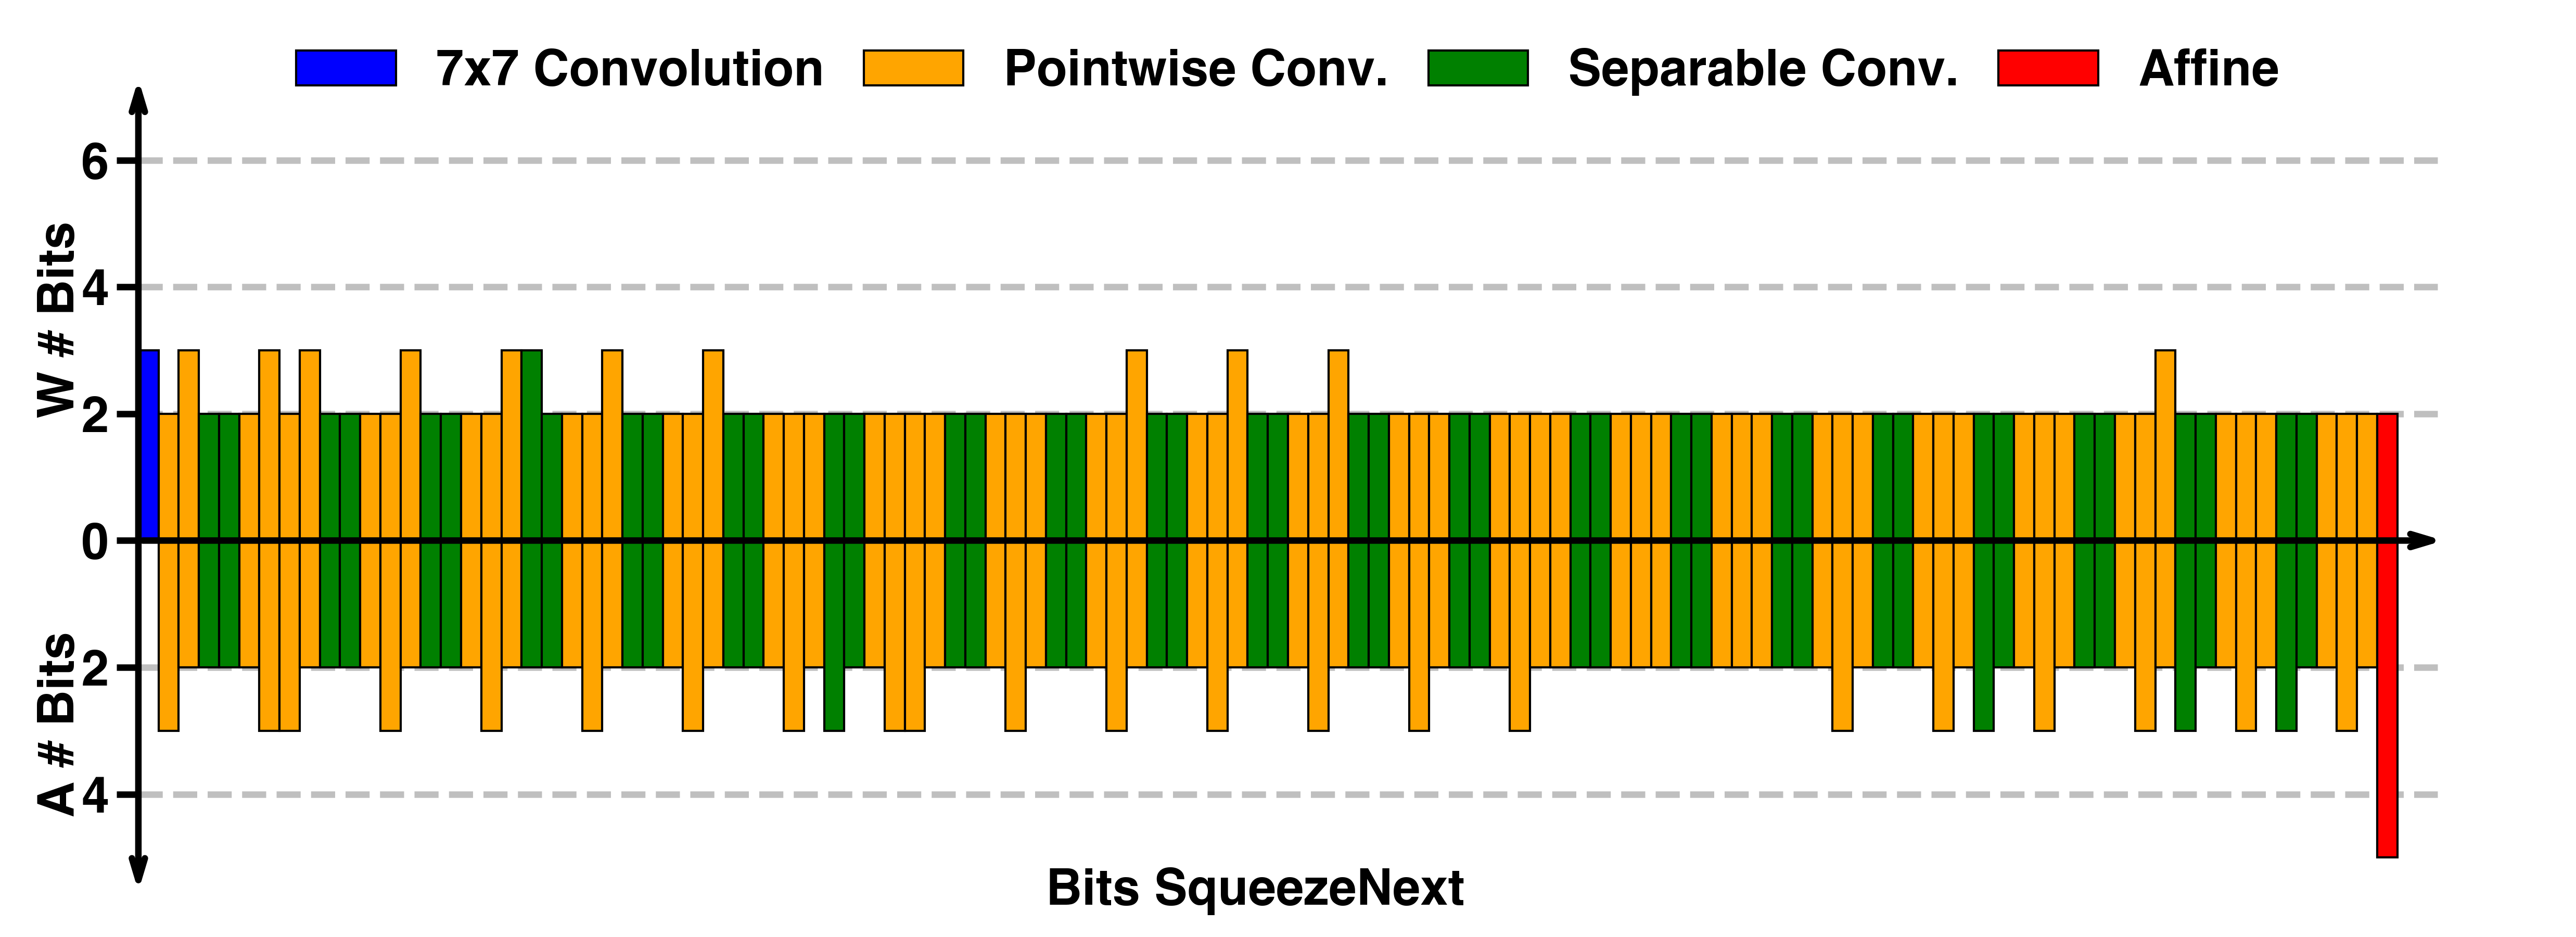 7x7 Convolution Pointwise Conv. Separable Conv. Affine
6
4
2
0
2
4
W # Bits
A # Bits
Bits SqueezeNext